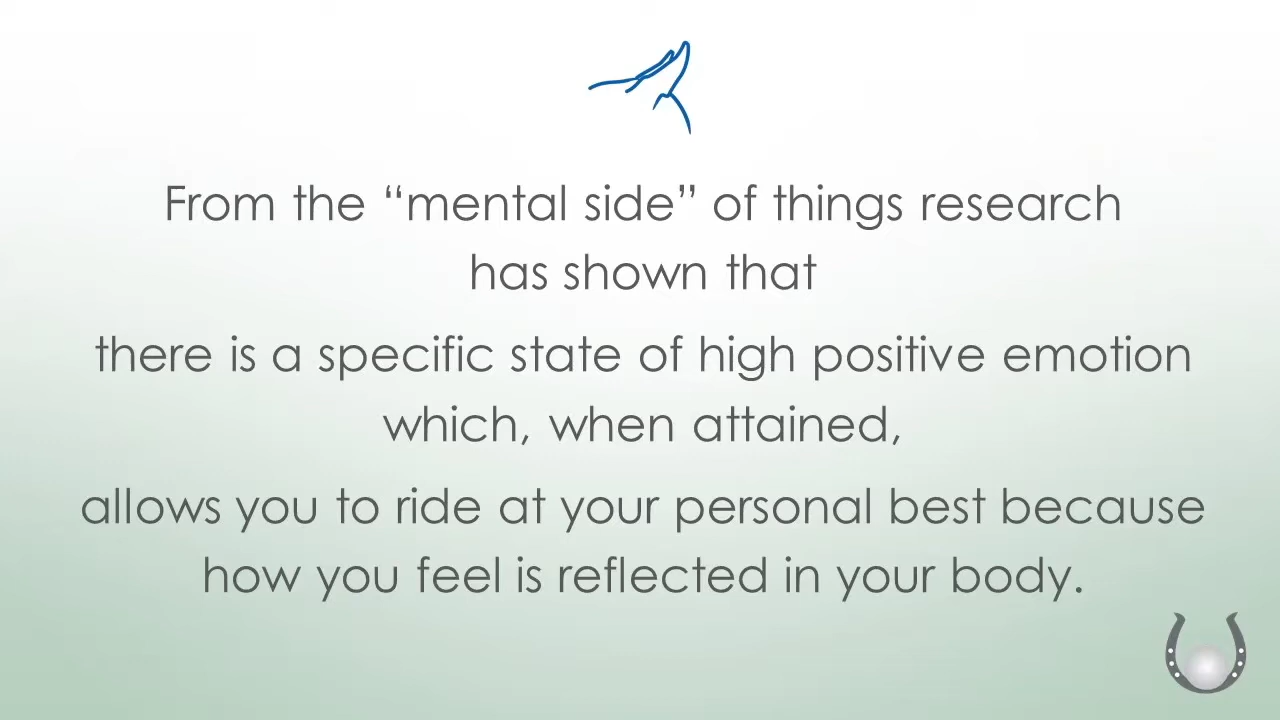 From the “mental side” of things research
has shown that
there is a specific state of high positive emotion
which, when attained,
allows you to ride at your personal best because
how you feel is reflected in your body.